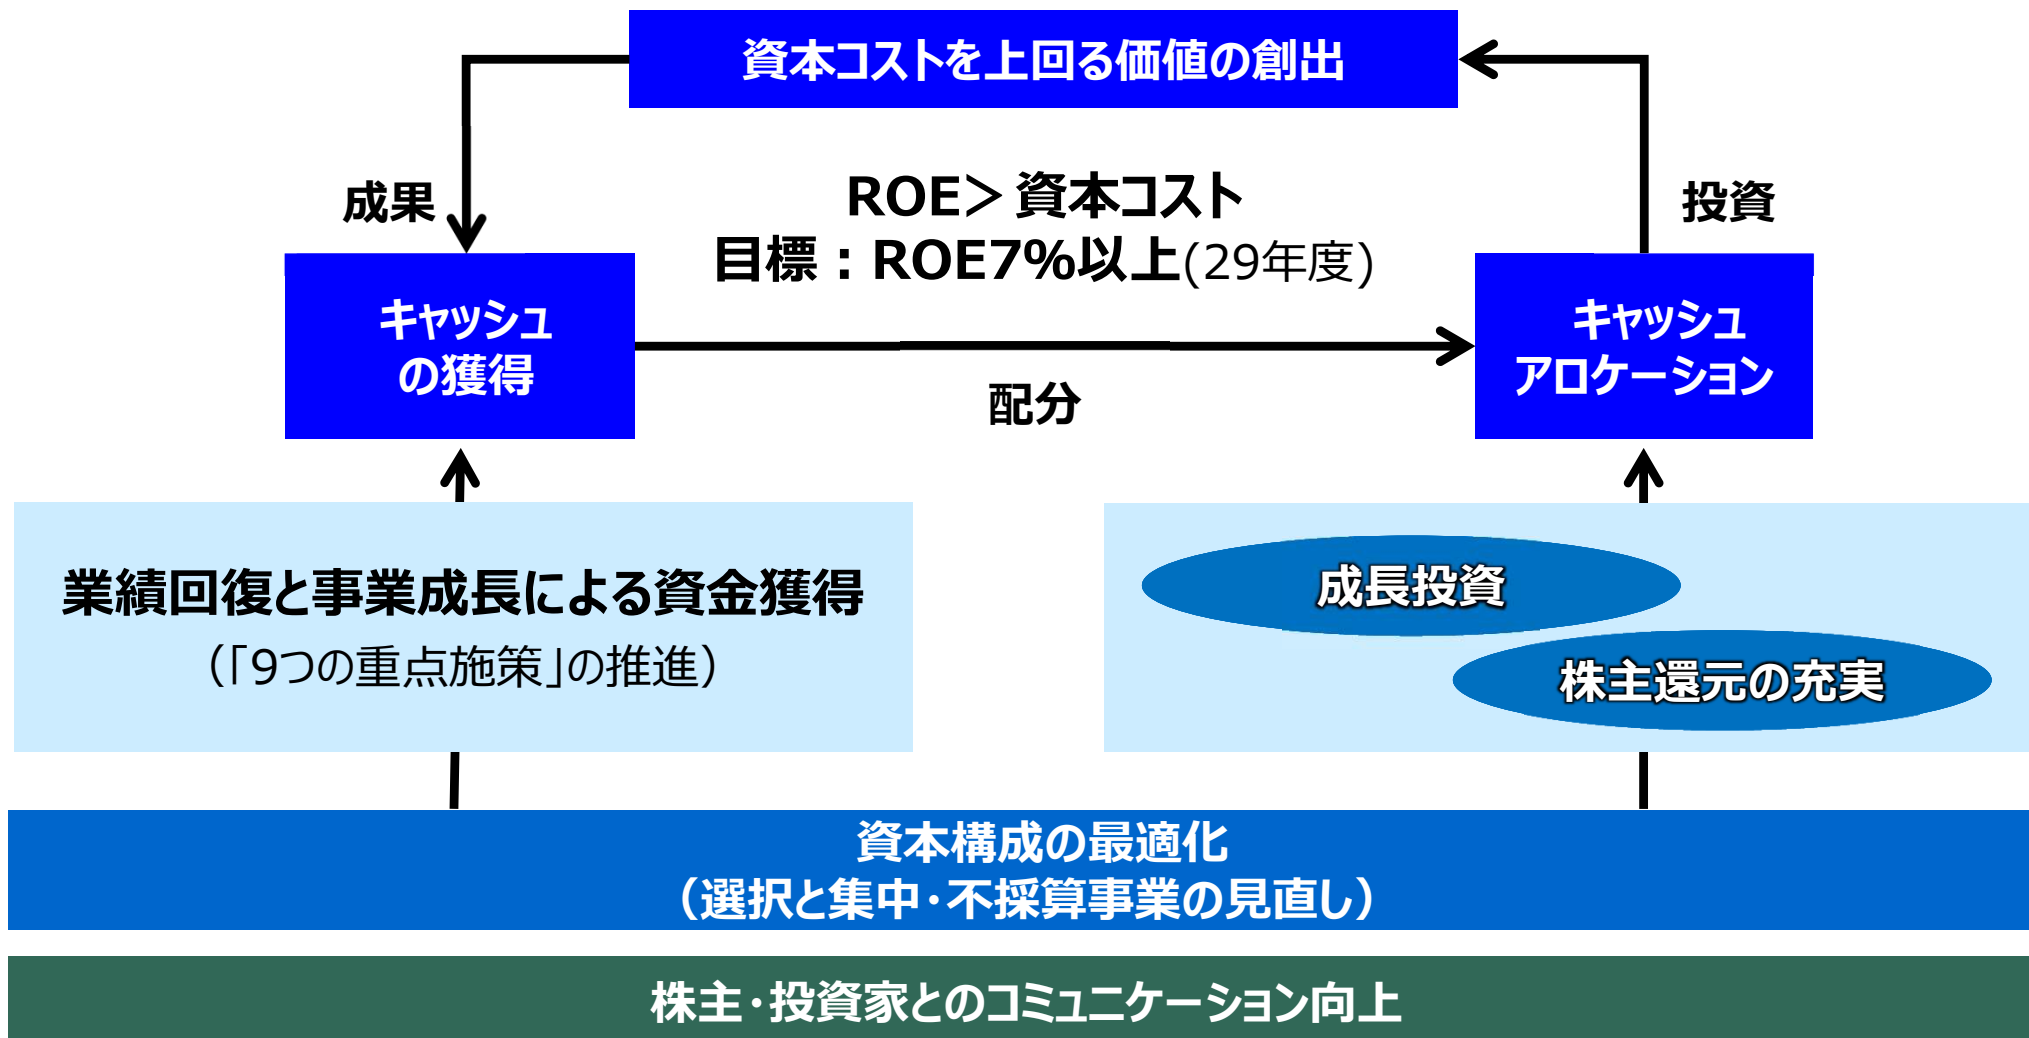 資本コストを上回る価値の創出
成果
ROE＞資本コスト
投資
目標：ROE7%以上(29年度)
キャッシュ
の獲得
キャッシュ
アロケーション
配分
業績回復と事業成長による資金獲得
（｢9つの重点施策｣の推進）
成長投資
株主還元の充実
資本構成の最適化
（選択と集中･不採算事業の見直し）
株主･投資家とのコミュニケーション向上